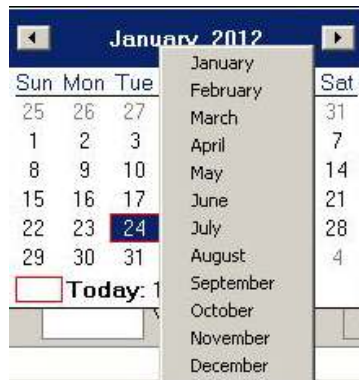 January 2012
Sun Mon Tue Sat
25 26 27 31
1 2 3 7
8 9 10 14
15 16 17 21
22 23 24 28
29 30 31 4
Today: 1
January
February
March
April
May
June
July
August
September
October
November
December